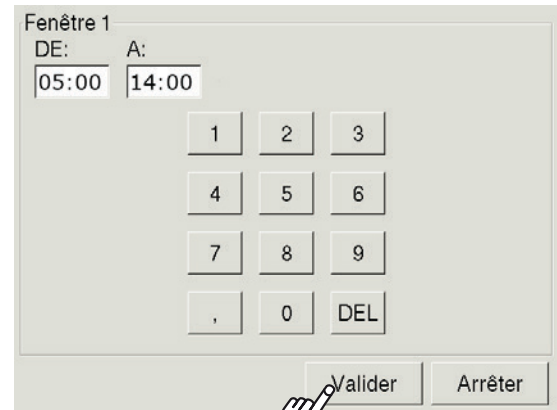 Fenêtre 1
DE: A:
05:00 14:00
1 2 3
4 5 6
7 8 9
, 0 DEL
Valider Arrêter